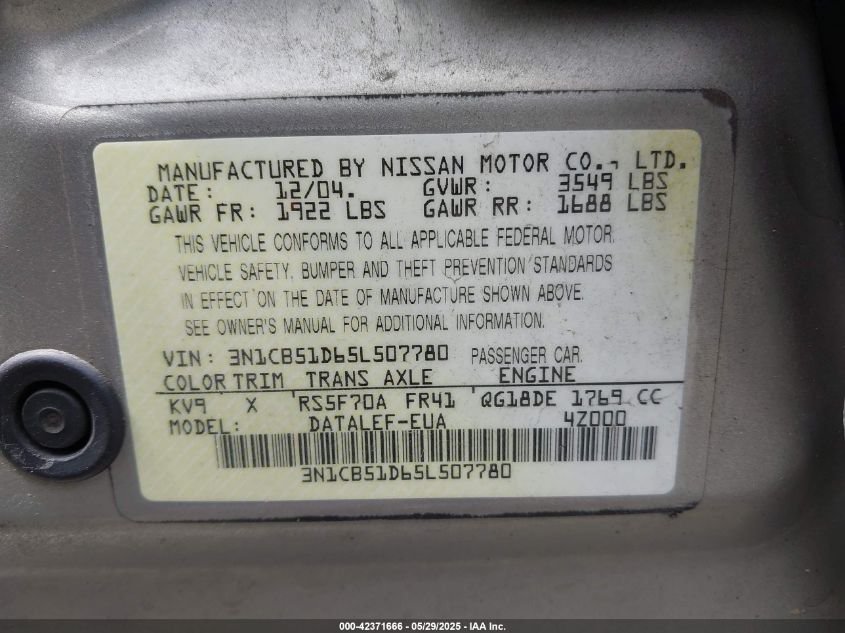 MANUFACTURED BY NISSAN MOTOR CO., LTD.
DATE: 12/04. GVWR: 3549 LBS
GAWR FR: 1922 LBS GAWR RR: 1688 LBS
THIS VEHICLE CONFORMS TO ALL APPLICABLE FEDERAL MOTOR
VEHICLE SAFETY, BUMPER AND THEFT PREVENTION STANDARDS
IN EFFECT ON THE DATE OF MANUFACTURE SHOWN ABOVE.
SEE OWNER'S MANUAL FOR ADDITIONAL INFORMATION.
VIN: 3N1CB51D65L507780 PASSENGER CAR
COLOR TRIM TRANS AXLE ENGINE
KV9 X RS5F70A FR41 QG18DE 1769 CC
MODEL: DATALEF-EUA 4Z000
3N1CB51D65L507780
000-42371666 — 05/29/2025 — IAA Inc.